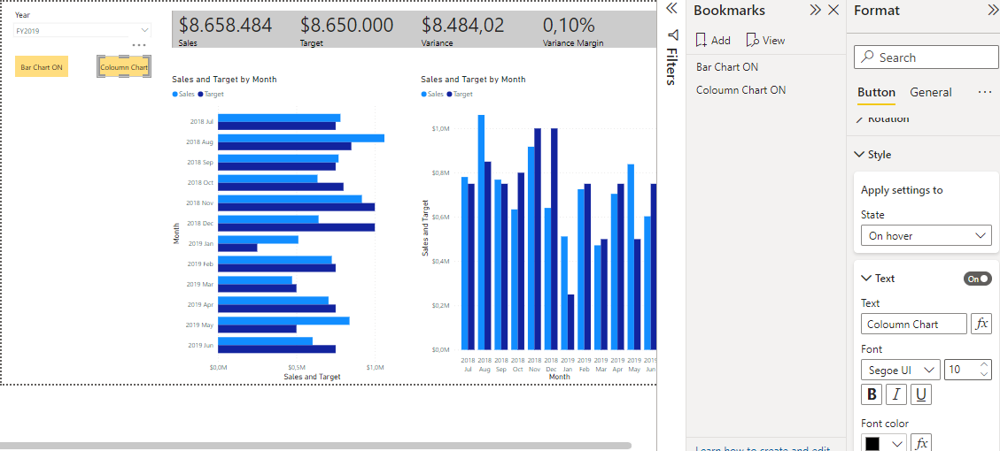 Year
FY2019
Bar Chart ON
Coloumn Chart
$8.658.484
Sales
$8.650.000
Target
$8.484,02
Variance
0,10%
Variance Margin
Sales and Target by Month
Sales Target
2018 Jul
2018 Aug
2018 Sep
2018 Oct
2018 Nov
2018 Dec
2019 Jan
2019 Feb
2019 Mar
2019 Apr
2019 May
2019 Jun
Month
$0,0M $0,5M $1,0M
Sales and Target
Sales and Target by Month
Sales Target
$1,0M
$0,8M
$0,6M
$0,4M
$0,2M
$0,0M
Sales and Target
2018 2018 2018 2018 2018 2018 2019 2019 2019 2019 2019 2019
Jul Aug Sep Oct Nov Dec Jan Feb Mar Apr May Jun
Month
Filters
Bookmarks
Add View
Bar Chart ON
Coloumn Chart ON
Learn how to create and edit
Format
Search
Button General
Rotation
Style
Apply settings to
State
On hover
Text On
Text
Coloumn Chart fx
Font
Segoe UI 10
B I U
Font color
fx